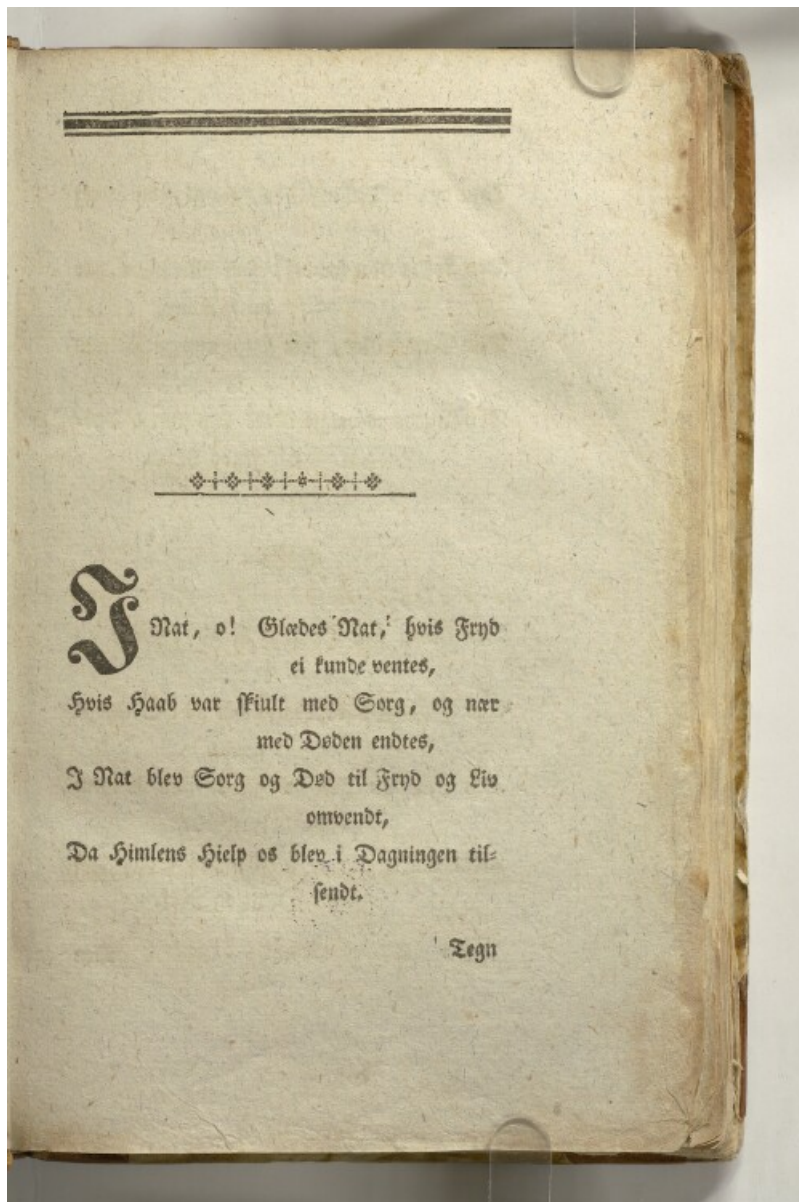 I Nat, o! Glædes Nat, hvis Fryd
ei kunde ventes,
Hvis Haab var skiult med Sorg, og nær
med Døden endtes,
I Nat blev Sorg og Død til Fryd og Liv
omvendt,
Da Himlens Hielp os blev i Dagningen til-
sendt.
Tegn